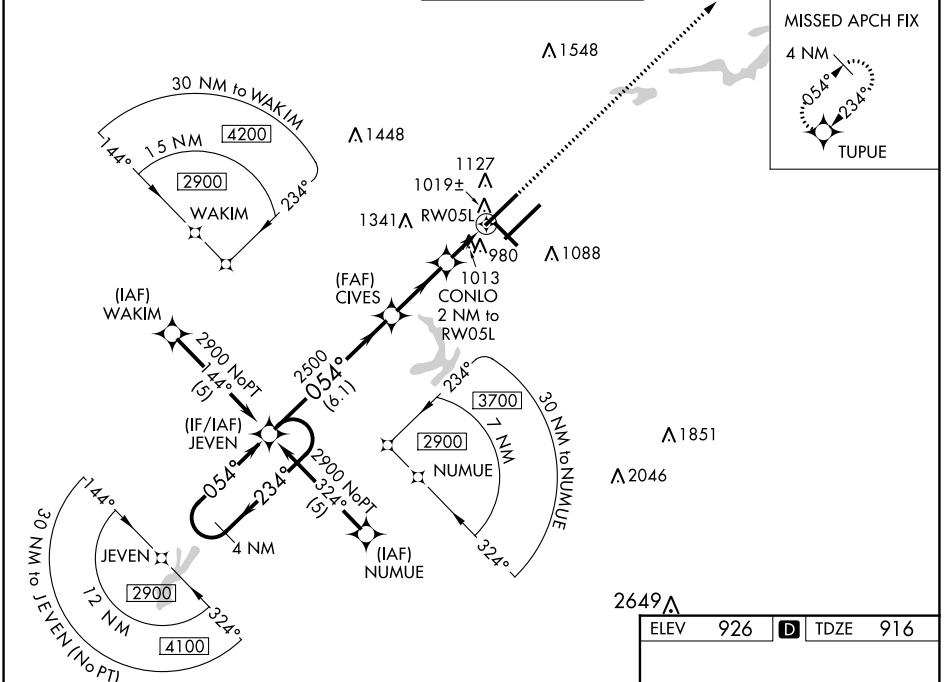 MISSED APCH FIX
4 NM
054°
234°
TUPUE
1548
30 NM to WAKIM
4200
1448
144°
15 NM
2900
234°
WAKIM
1127
1019±
1341
RW05L
980
1088
1013
(FAF)
CIVES
CONLO
2 NM to
RW05L
(IAF)
WAKIM
2900 NoPT
144°
(5)
2500
054°
(6.1)
(IF/IAF)
JEVEN
054°
234°
4 NM
2900 NoPT
324°
(5)
(IAF)
NUMUE
234°
3700
7 NM
30 NM to NUMUE
2900
NUMUE
324°
1851
2046
144°
JEVEN
30 NM to JEVEN (No PT)
2900
12 NM
324°
4100
2649
ELEV 926 D TDZE 916